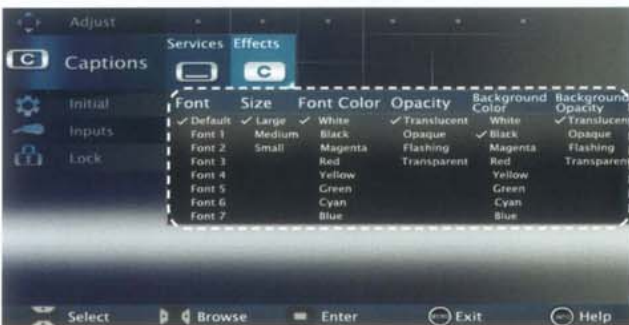 Adjust
Services Effects
Captions
Initial
Inputs
Lock
Font Size Font Color Opacity Background Color Background Opacity
✓ Default ✓ Large ✓ White ✓ Translucent White ✓ Translucent
Font 1 Medium Black Opaque ✓ Black Opaque
Font 2 Small Magenta Flashing Magenta Flashing
Font 3 Red Transparent Red Transparent
Font 4 Yellow Yellow
Font 5 Green Green
Font 6 Cyan Cyan
Font 7 Blue Blue
Select Browse Enter Exit Help